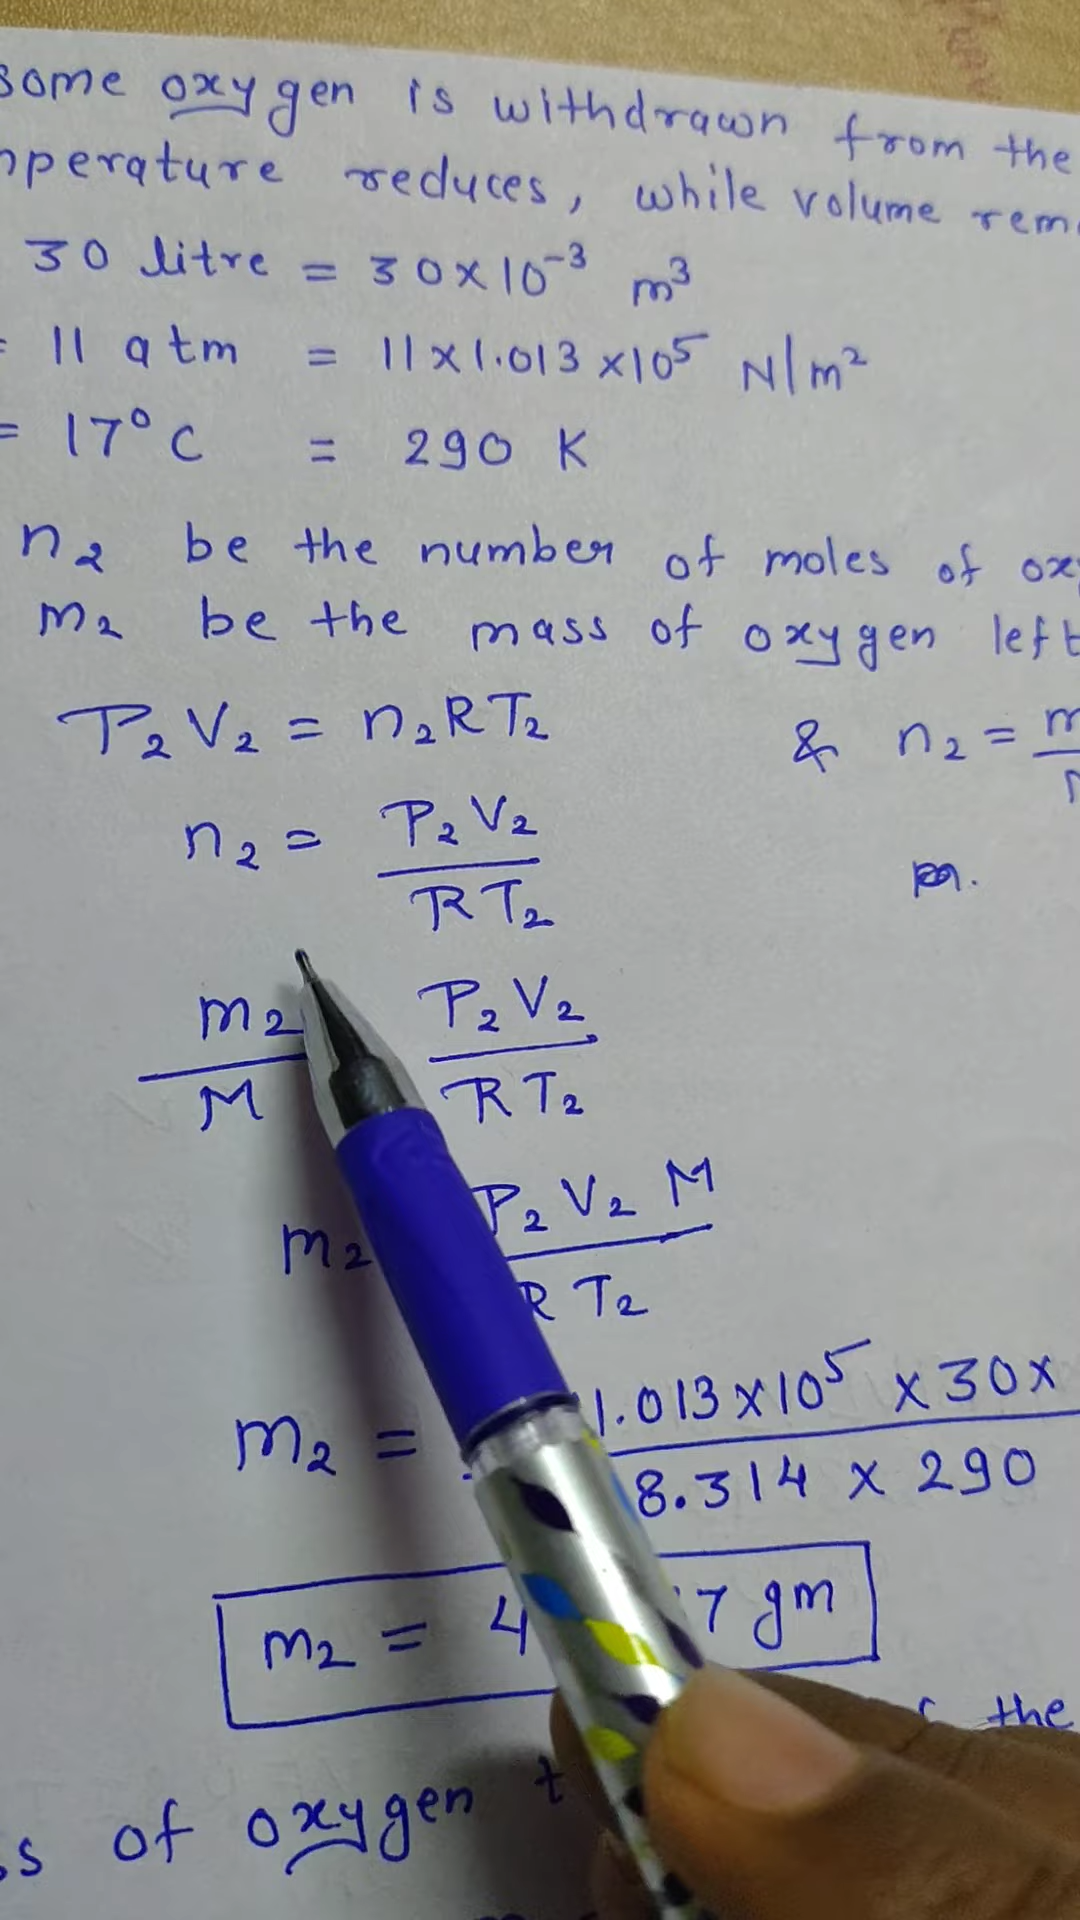 some oxygen is withdrawn from the
perature reduces, while volume rem
30 litre = 30×10⁻³ m³
= 11 atm = 11×1.013×10⁵ N/m²
= 17°C = 290 K
n₂ be the number of moles of ox
m₂ be the mass of oxygen left
P₂V₂ = n₂RT₂ & n₂ = m
n₂ = P₂V₂ / RT₂
m₂ / M P₂V₂ / RT₂
m₂ P₂V₂M / RT₂
m₂ = 1.013×10⁵ × 30× / 8.314 × 290
m₂ = 4 7 gm
the
s of oxygen t